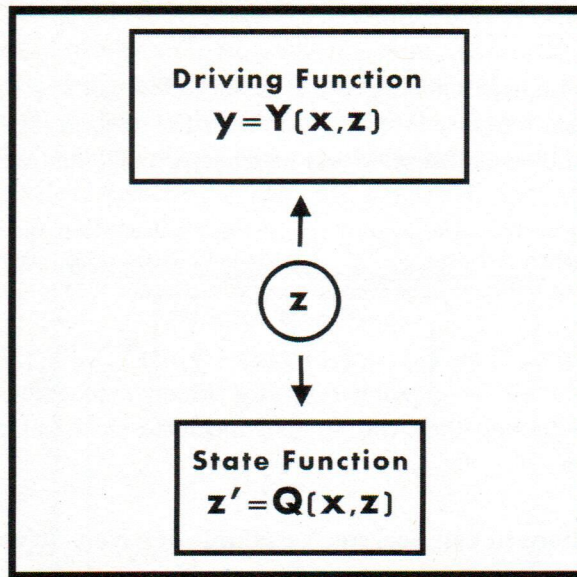 Driving Function
y=Y(x,z)
z
State Function
z'=Q(x,z)